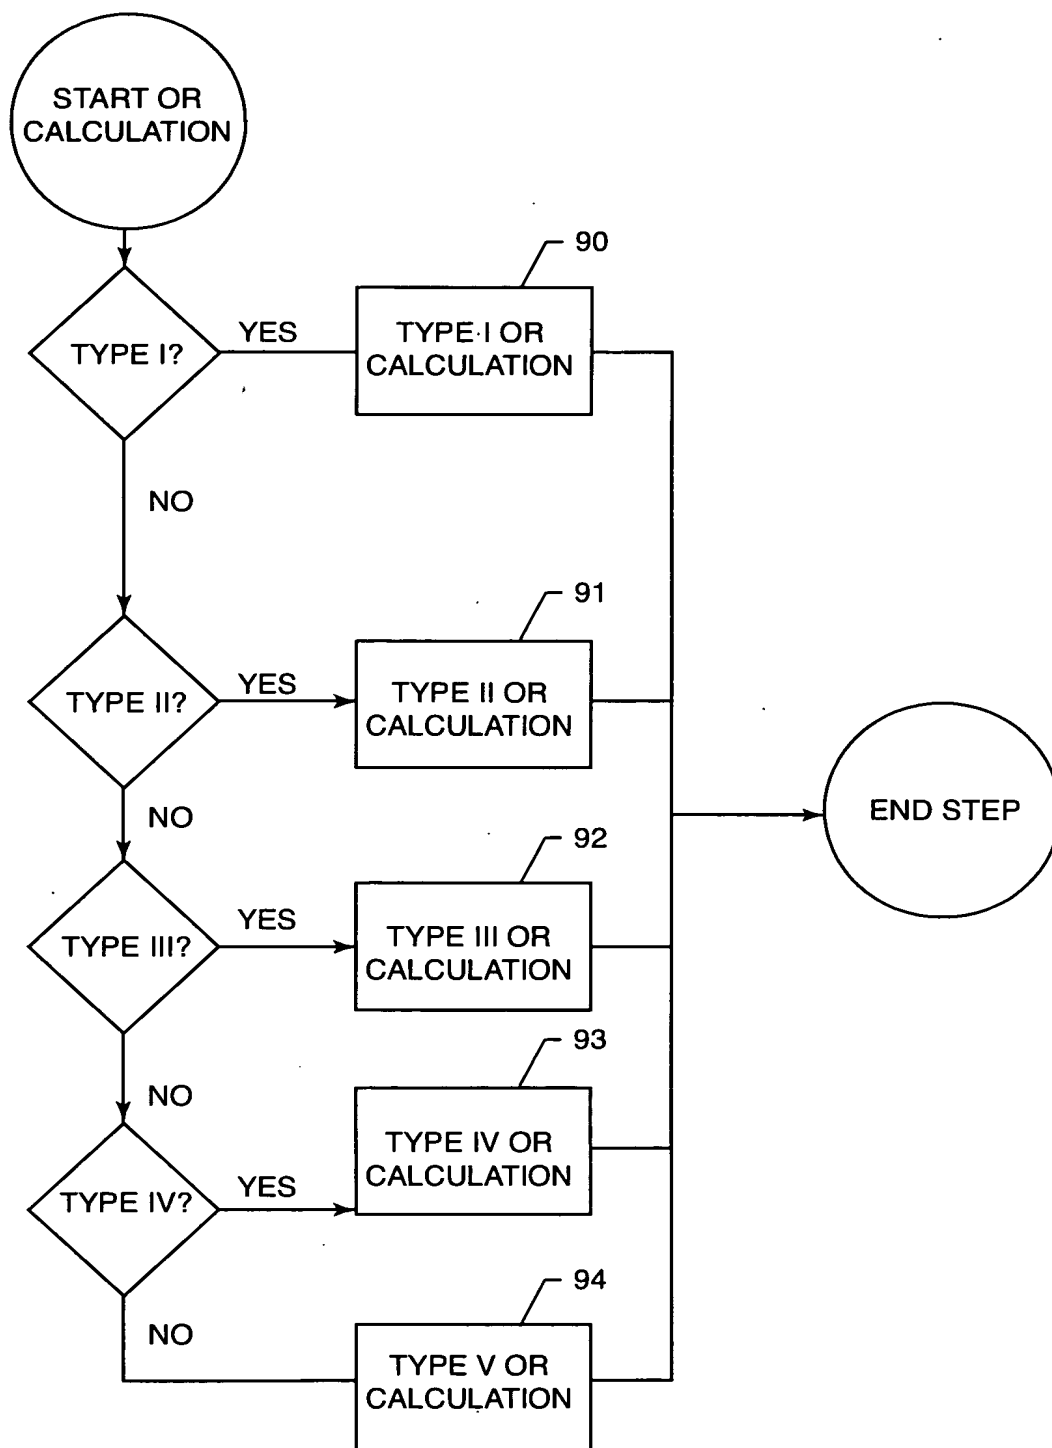 START OR
CALCULATION
90
TYPE I?
YES
TYPE I OR
CALCULATION
NO
91
TYPE II?
YES
TYPE II OR
CALCULATION
END STEP
NO
92
TYPE III?
YES
TYPE III OR
CALCULATION
NO
93
TYPE IV?
YES
TYPE IV OR
CALCULATION
NO
94
TYPE V OR
CALCULATION